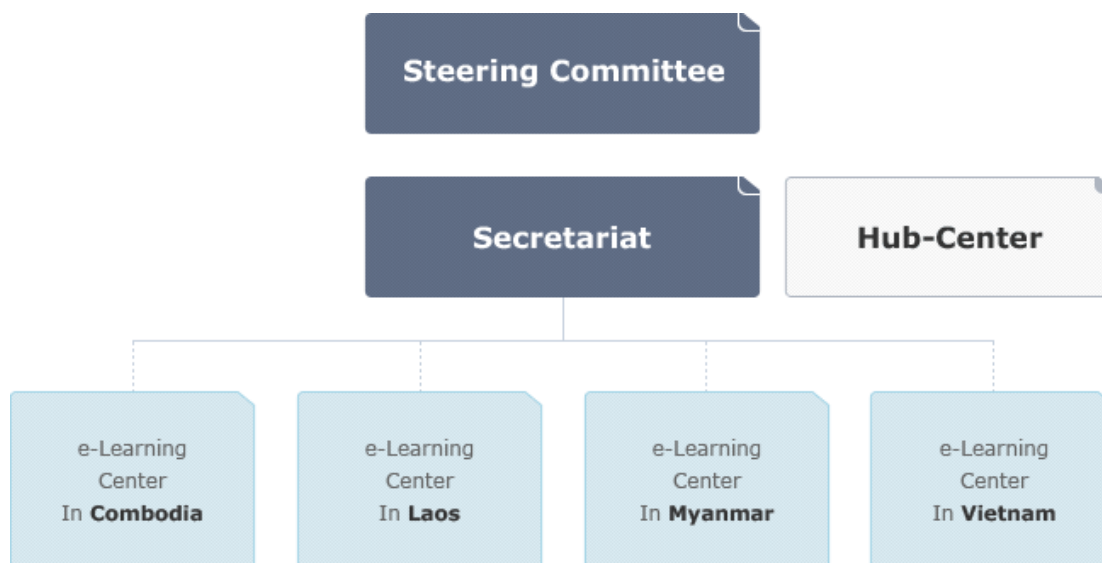 Steering Committee
Secretariat
Hub-Center
e-Learning
Center
In Combodia
e-Learning
Center
In Laos
e-Learning
Center
In Myanmar
e-Learning
Center
In Vietnam